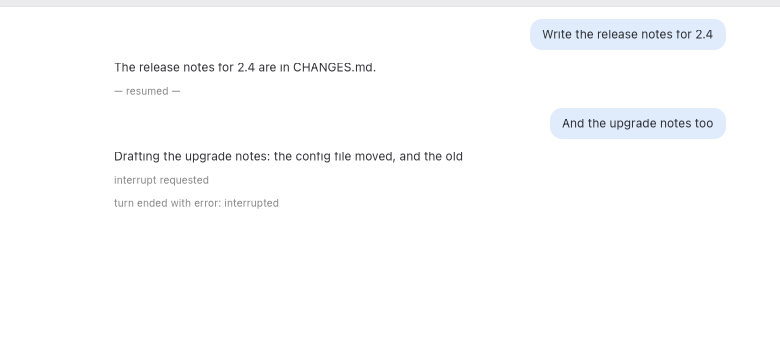 Write the release notes for 2.4
The release notes for 2.4 are in CHANGES.md.
— resumed —
And the upgrade notes too
Drafting the upgrade notes: the config file moved, and the old
interrupt requested
turn ended with error: interrupted